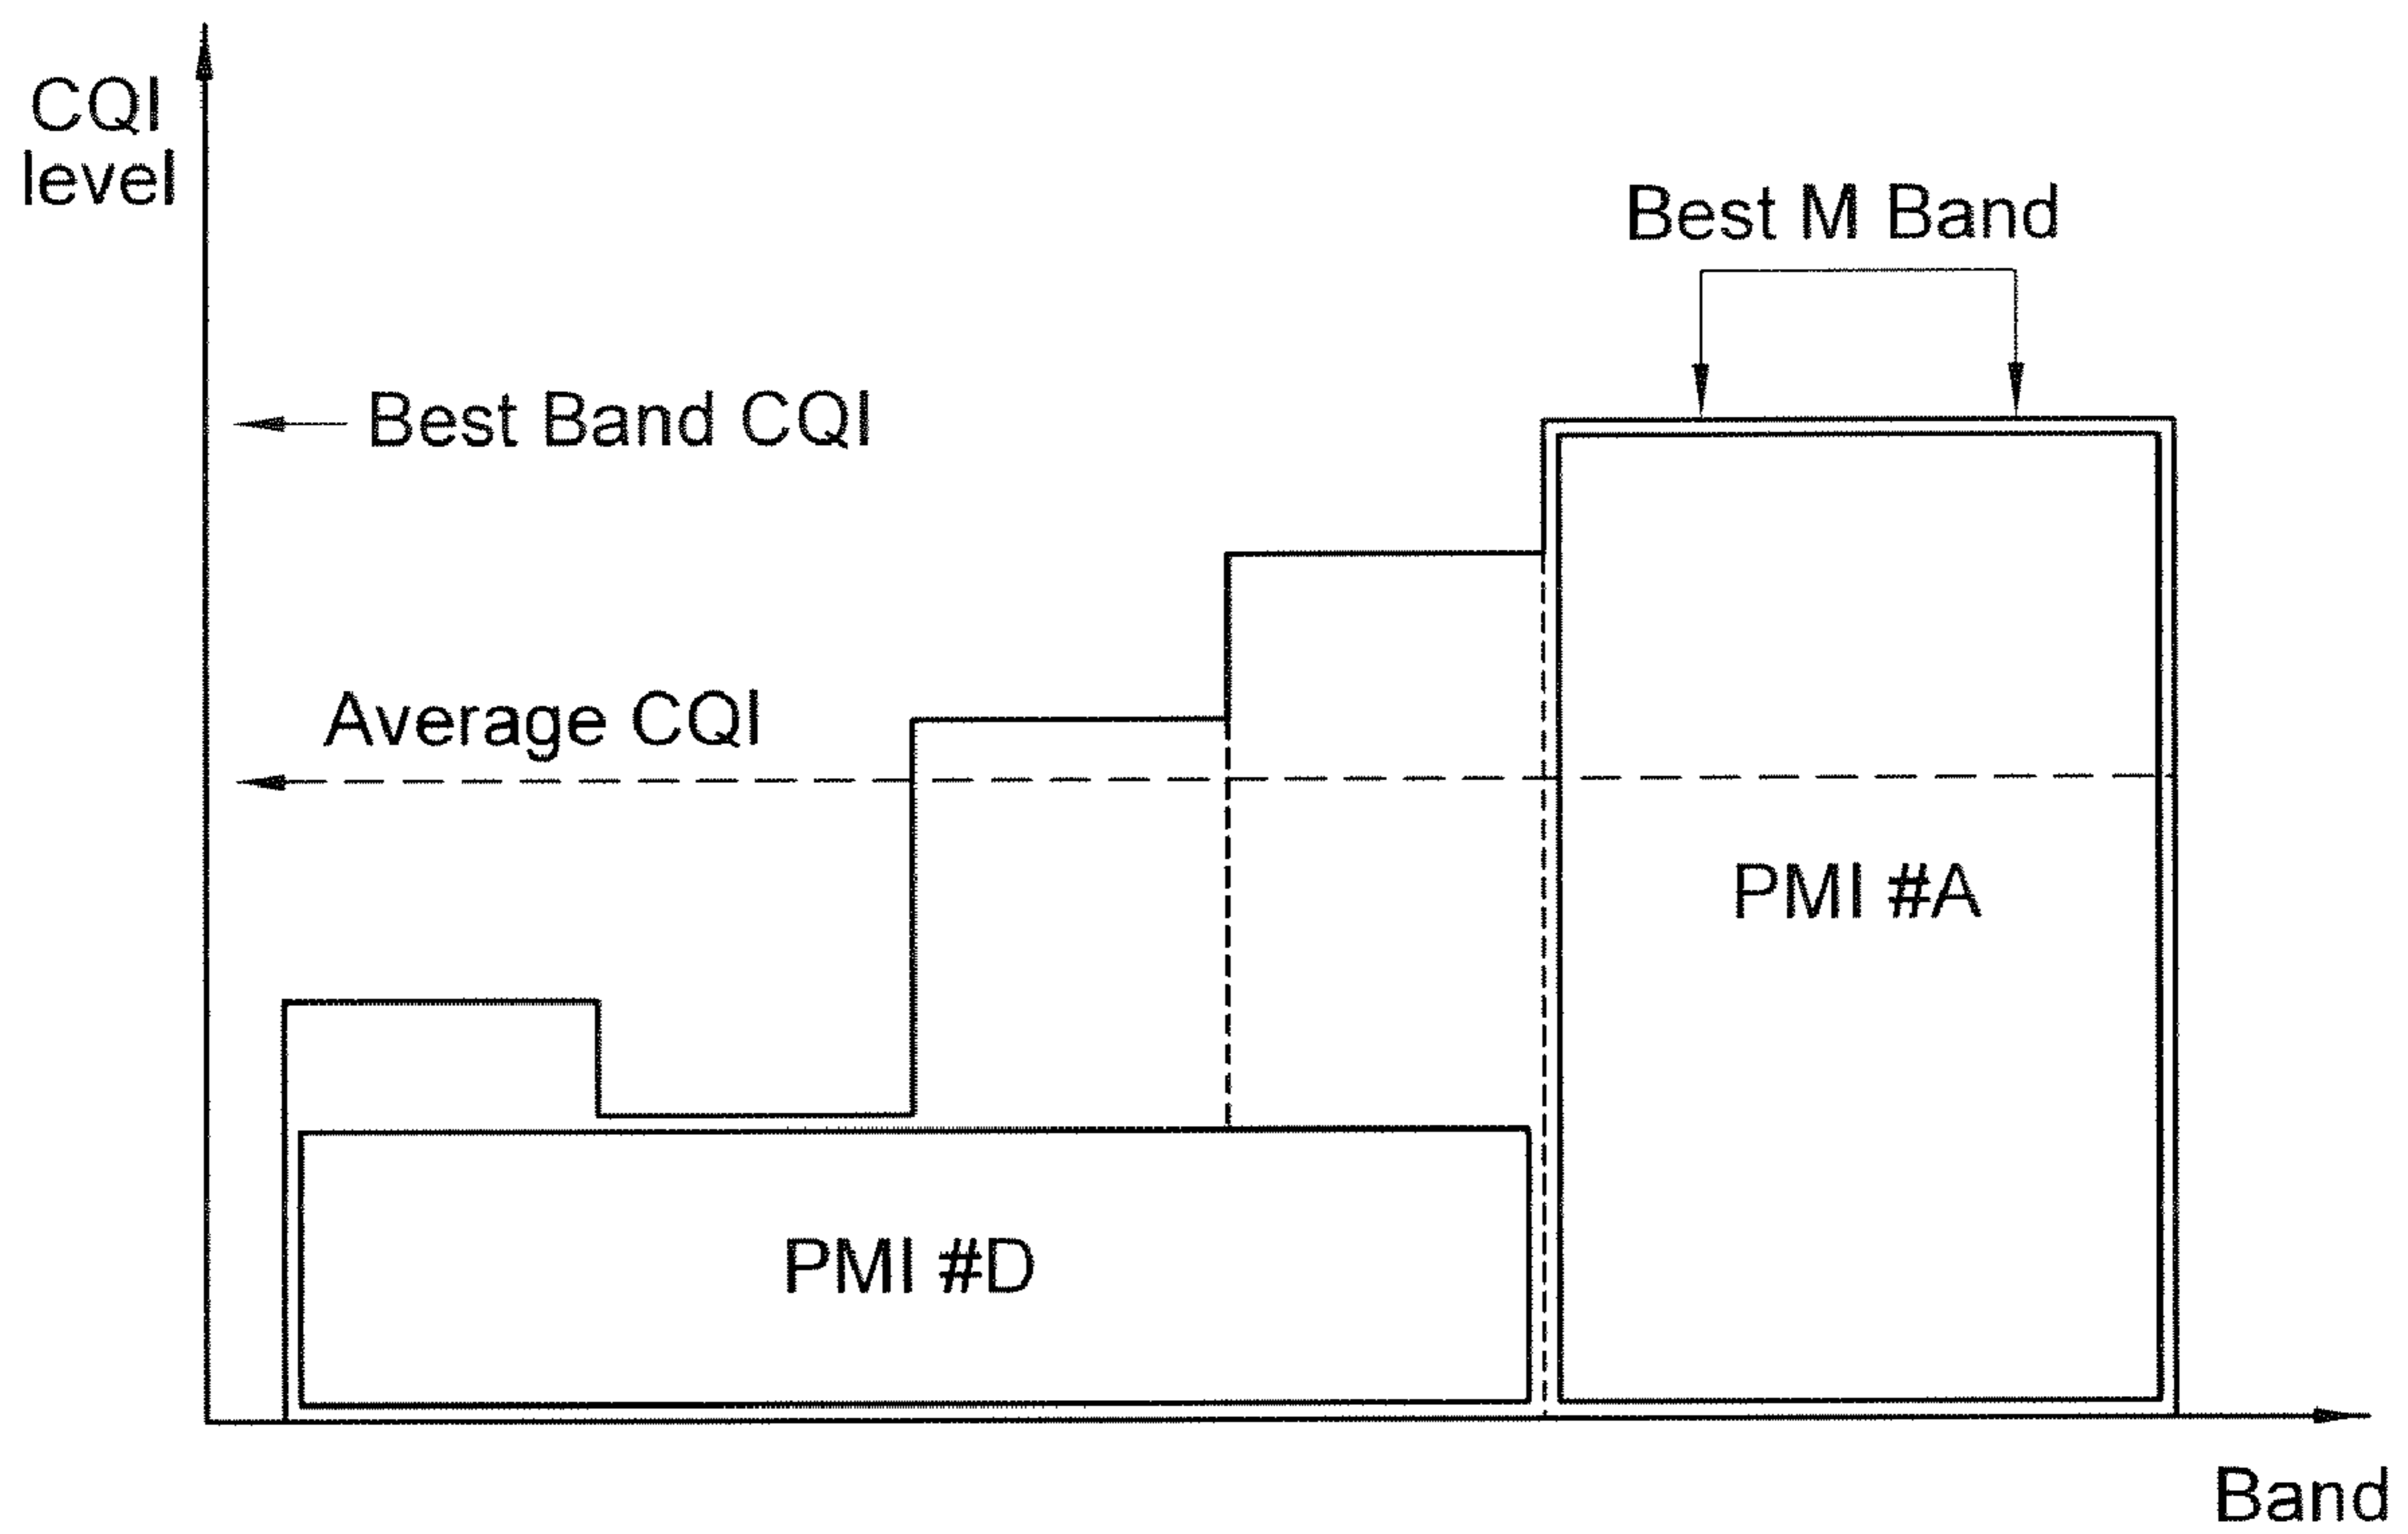 CQI
level
Best M Band
Best Band CQI
Average CQI
PMI #A
PMI #D
Band